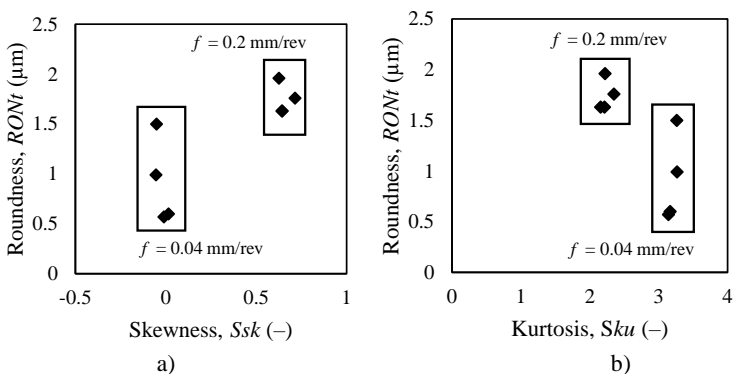 2.5
2
1.5
1
0.5
0
-0.5 0 0.5 1
Roundness, RONt (µm)
Skewness, Ssk (–)
f = 0.2 mm/rev
f = 0.04 mm/rev
a)
2.5
2
1.5
1
0.5
0
0 1 2 3 4
Roundness, RONt (µm)
Kurtosis, Sku (–)
f = 0.2 mm/rev
f = 0.04 mm/rev
b)